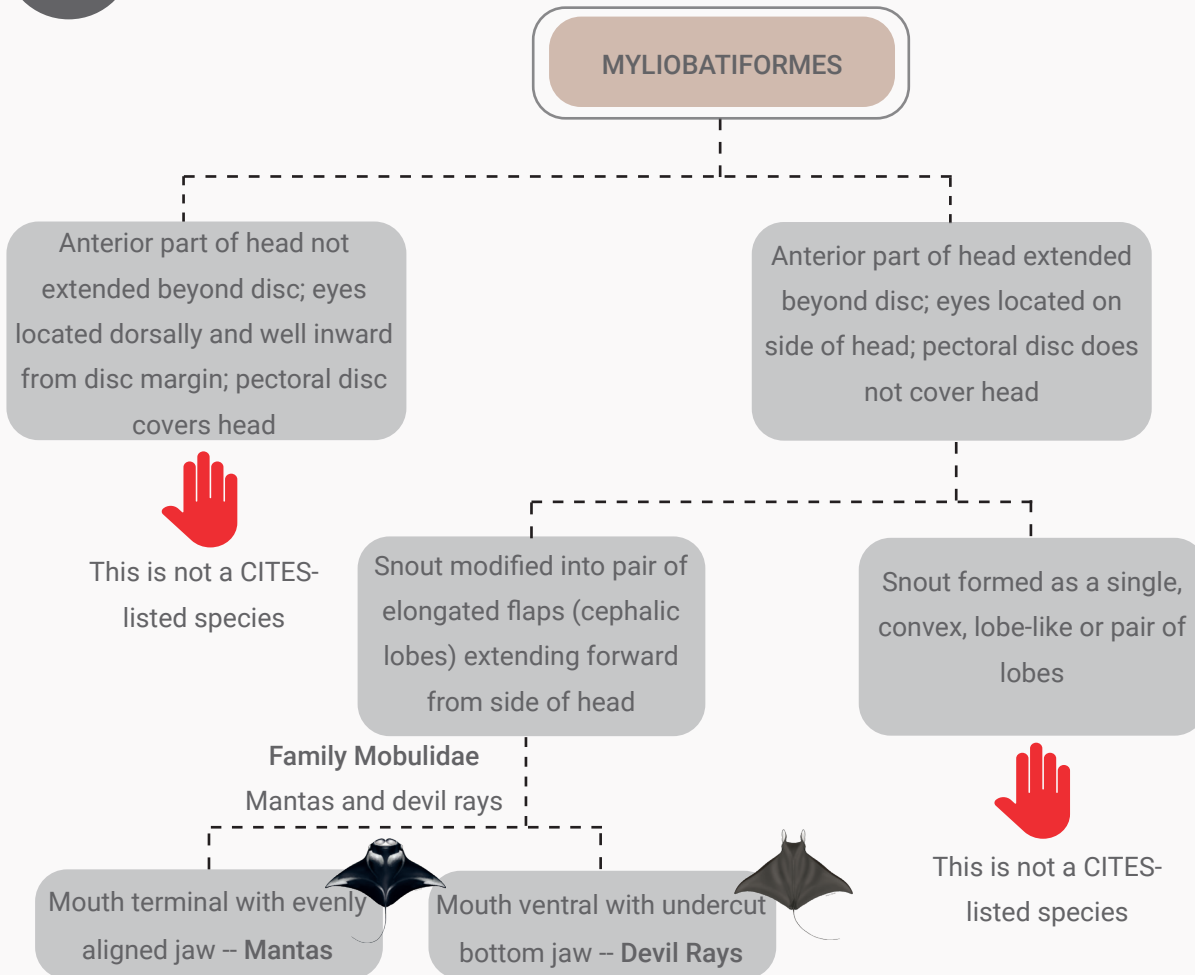 MYLIOBATIFORMES
Anterior part of head not
extended beyond disc; eyes
located dorsally and well inward
from disc margin; pectoral disc
covers head
This is not a CITES-
listed species
Anterior part of head extended
beyond disc; eyes located on
side of head; pectoral disc does
not cover head
Snout modified into pair of
elongated flaps (cephalic
lobes) extending forward
from side of head
Snout formed as a single,
convex, lobe-like or pair of
lobes
This is not a CITES-
listed species
Family Mobulidae
Mantas and devil rays
Mouth terminal with evenly
aligned jaw -- Mantas
Mouth ventral with undercut
bottom jaw -- Devil Rays